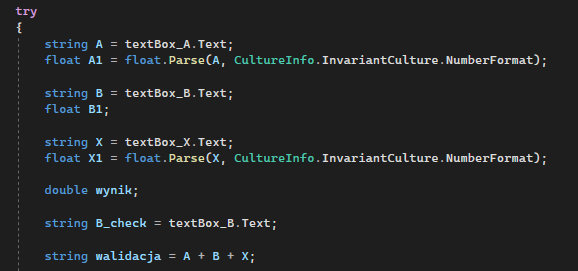 try
{
string A = textBox_A.Text;
float A1 = float.Parse(A, CultureInfo.InvariantCulture.NumberFormat);
string B = textBox_B.Text;
float B1;
string X = textBox_X.Text;
float X1 = float.Parse(X, CultureInfo.InvariantCulture.NumberFormat);
double wynik;
string B_check = textBox_B.Text;
string walidacja = A + B + X;